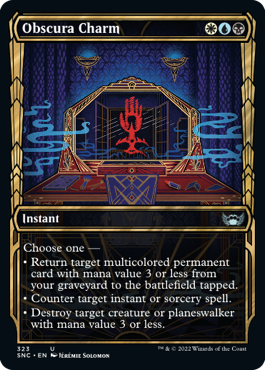 Obscura Charm
Instant
Choose one —
• Return target multicolored permanent
card with mana value 3 or less from
your graveyard to the battlefield tapped.
• Counter target instant or sorcery spell.
• Destroy target creature or planeswalker
with mana value 3 or less.
323 U
SNC • EN Jérémie Solomon
™ & © 2022 Wizards of the Coast